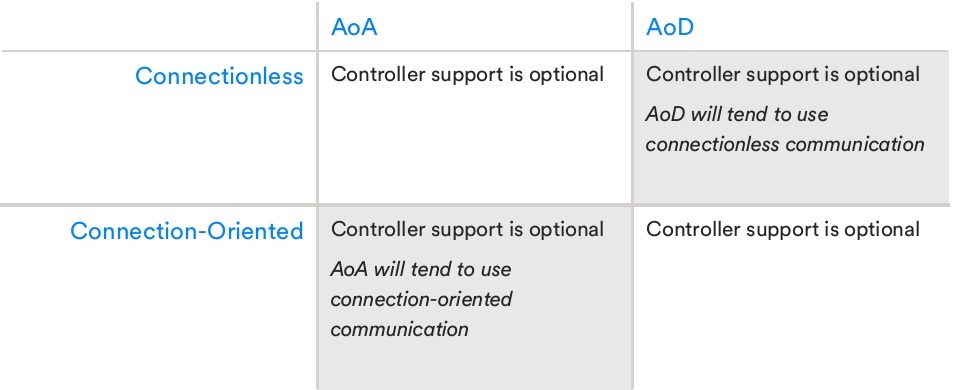 AoA
AoD
Connectionless
Controller support is optional
Controller support is optional
AoD will tend to use
connectionless communication
Connection-Oriented
Controller support is optional
AoA will tend to use
connection-oriented
communication
Controller support is optional